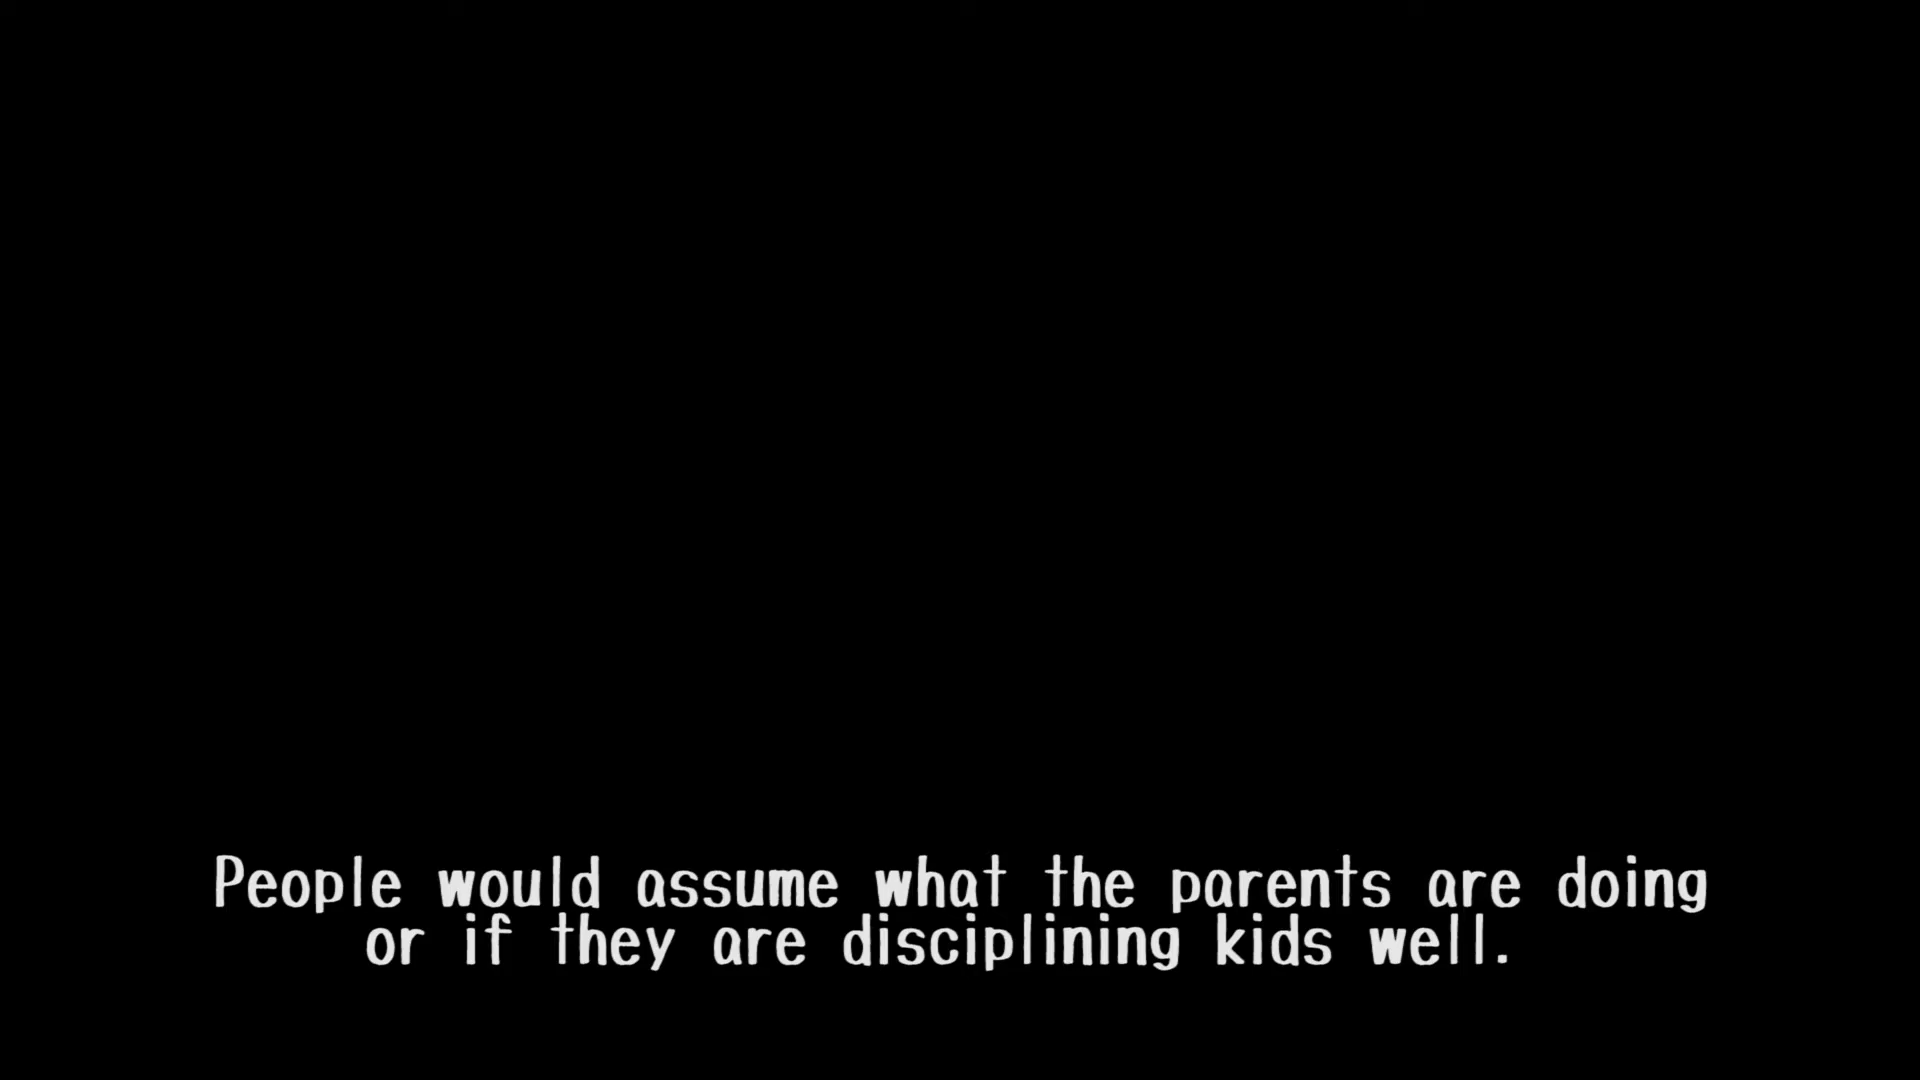 People would assume what the parents are doing
or if they are disciplining kids well.